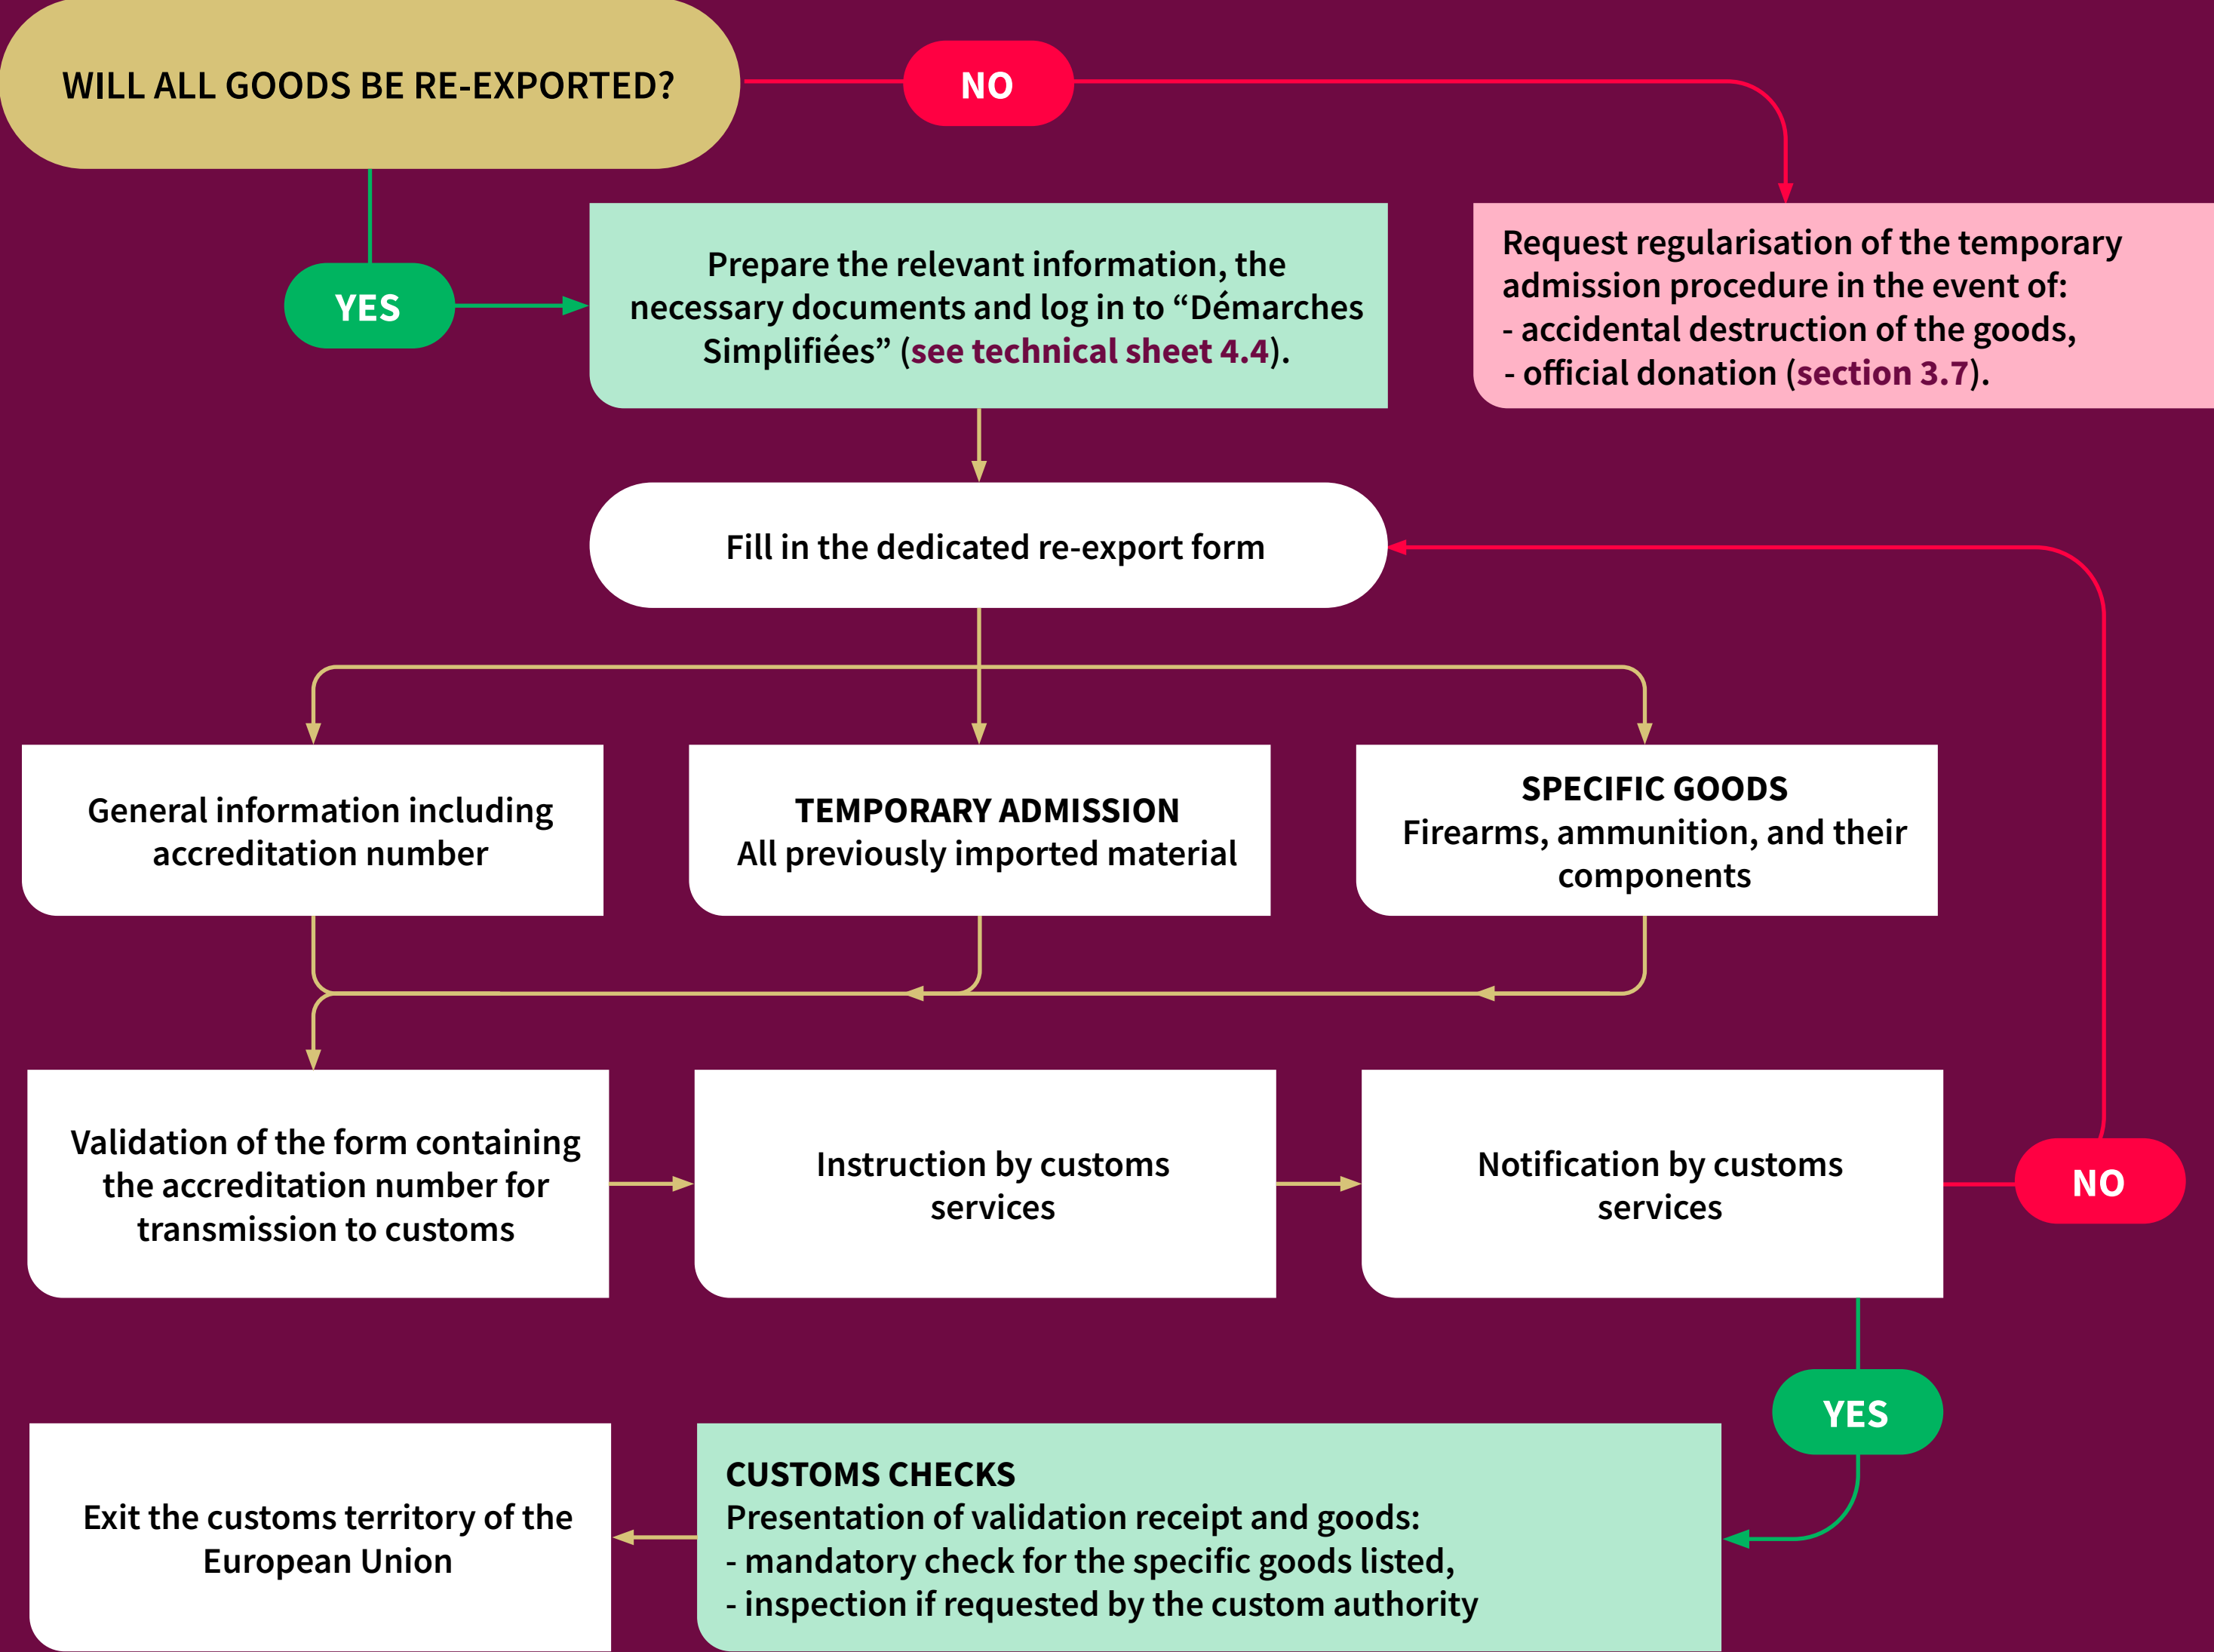 WILL ALL GOODS BE RE-EXPORTED?
NO
YES
Prepare the relevant information, the
necessary documents and log in to “Démarches
Simplifiées” (see technical sheet 4.4).
Request regularisation of the temporary
admission procedure in the event of:
- accidental destruction of the goods,
- official donation (section 3.7).
Fill in the dedicated re-export form
General information including
accreditation number
TEMPORARY ADMISSION
All previously imported material
SPECIFIC GOODS
Firearms, ammunition, and their
components
Validation of the form containing
the accreditation number for
transmission to customs
Instruction by customs
services
Notification by customs
services
NO
YES
CUSTOMS CHECKS
Presentation of validation receipt and goods:
- mandatory check for the specific goods listed,
- inspection if requested by the custom authority
Exit the customs territory of the
European Union